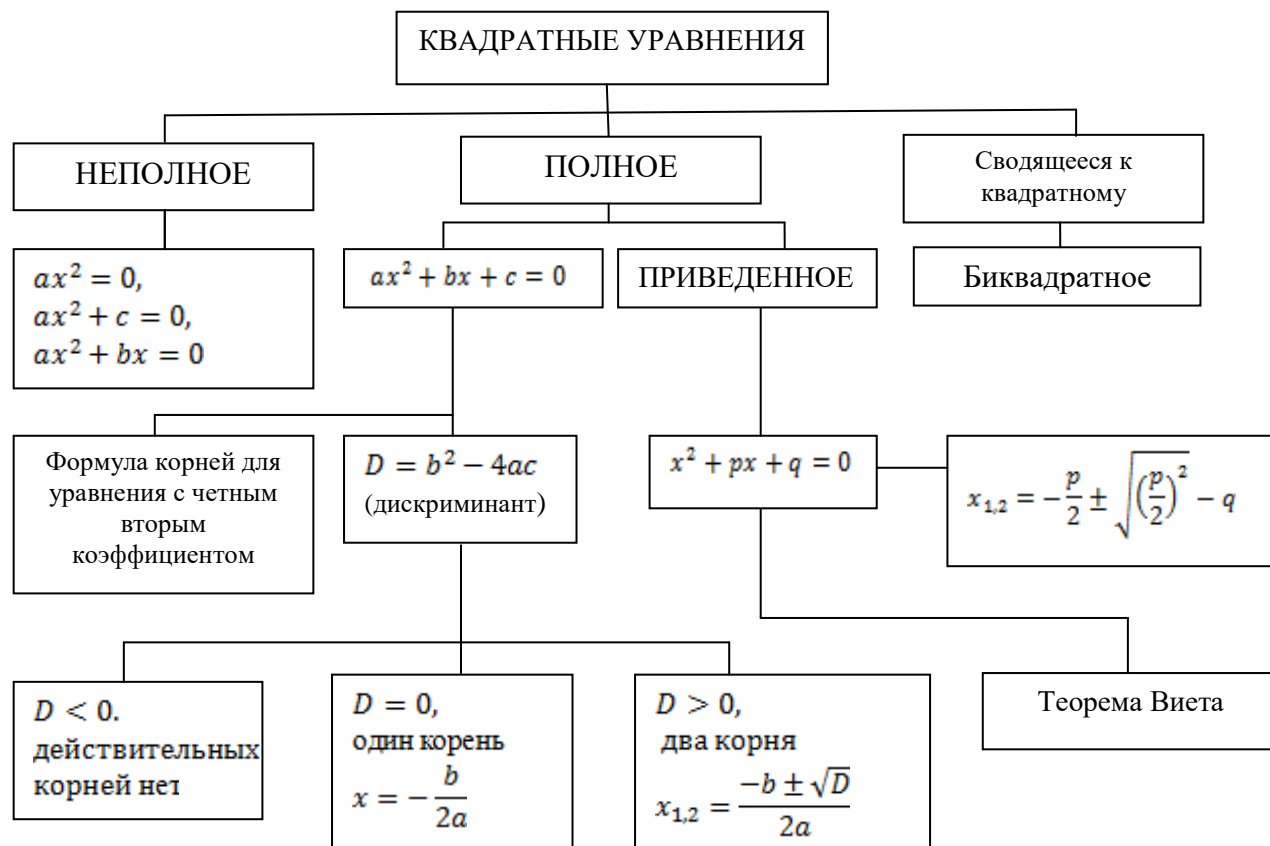 КВАДРАТНЫЕ УРАВНЕНИЯ
НЕПОЛНОЕ
ПОЛНОЕ
Сводящееся к
квадратному
ax² = 0,
ax² + c = 0,
ax² + bx = 0
ax² + bx + c = 0
ПРИВЕДЕННОЕ
Биквадратное
Формула корней для
уравнения с четным
вторым
коэффициентом
D = b² − 4ac
(дискриминант)
x² + px + q = 0
x₁,₂ = −p/2 ± √(p/2)² − q
D < 0.
действительных
корней нет
D = 0,
один корень
x = −b/2a
D > 0,
два корня
x₁,₂ = (−b ± √D)/2a
Теорема Виета